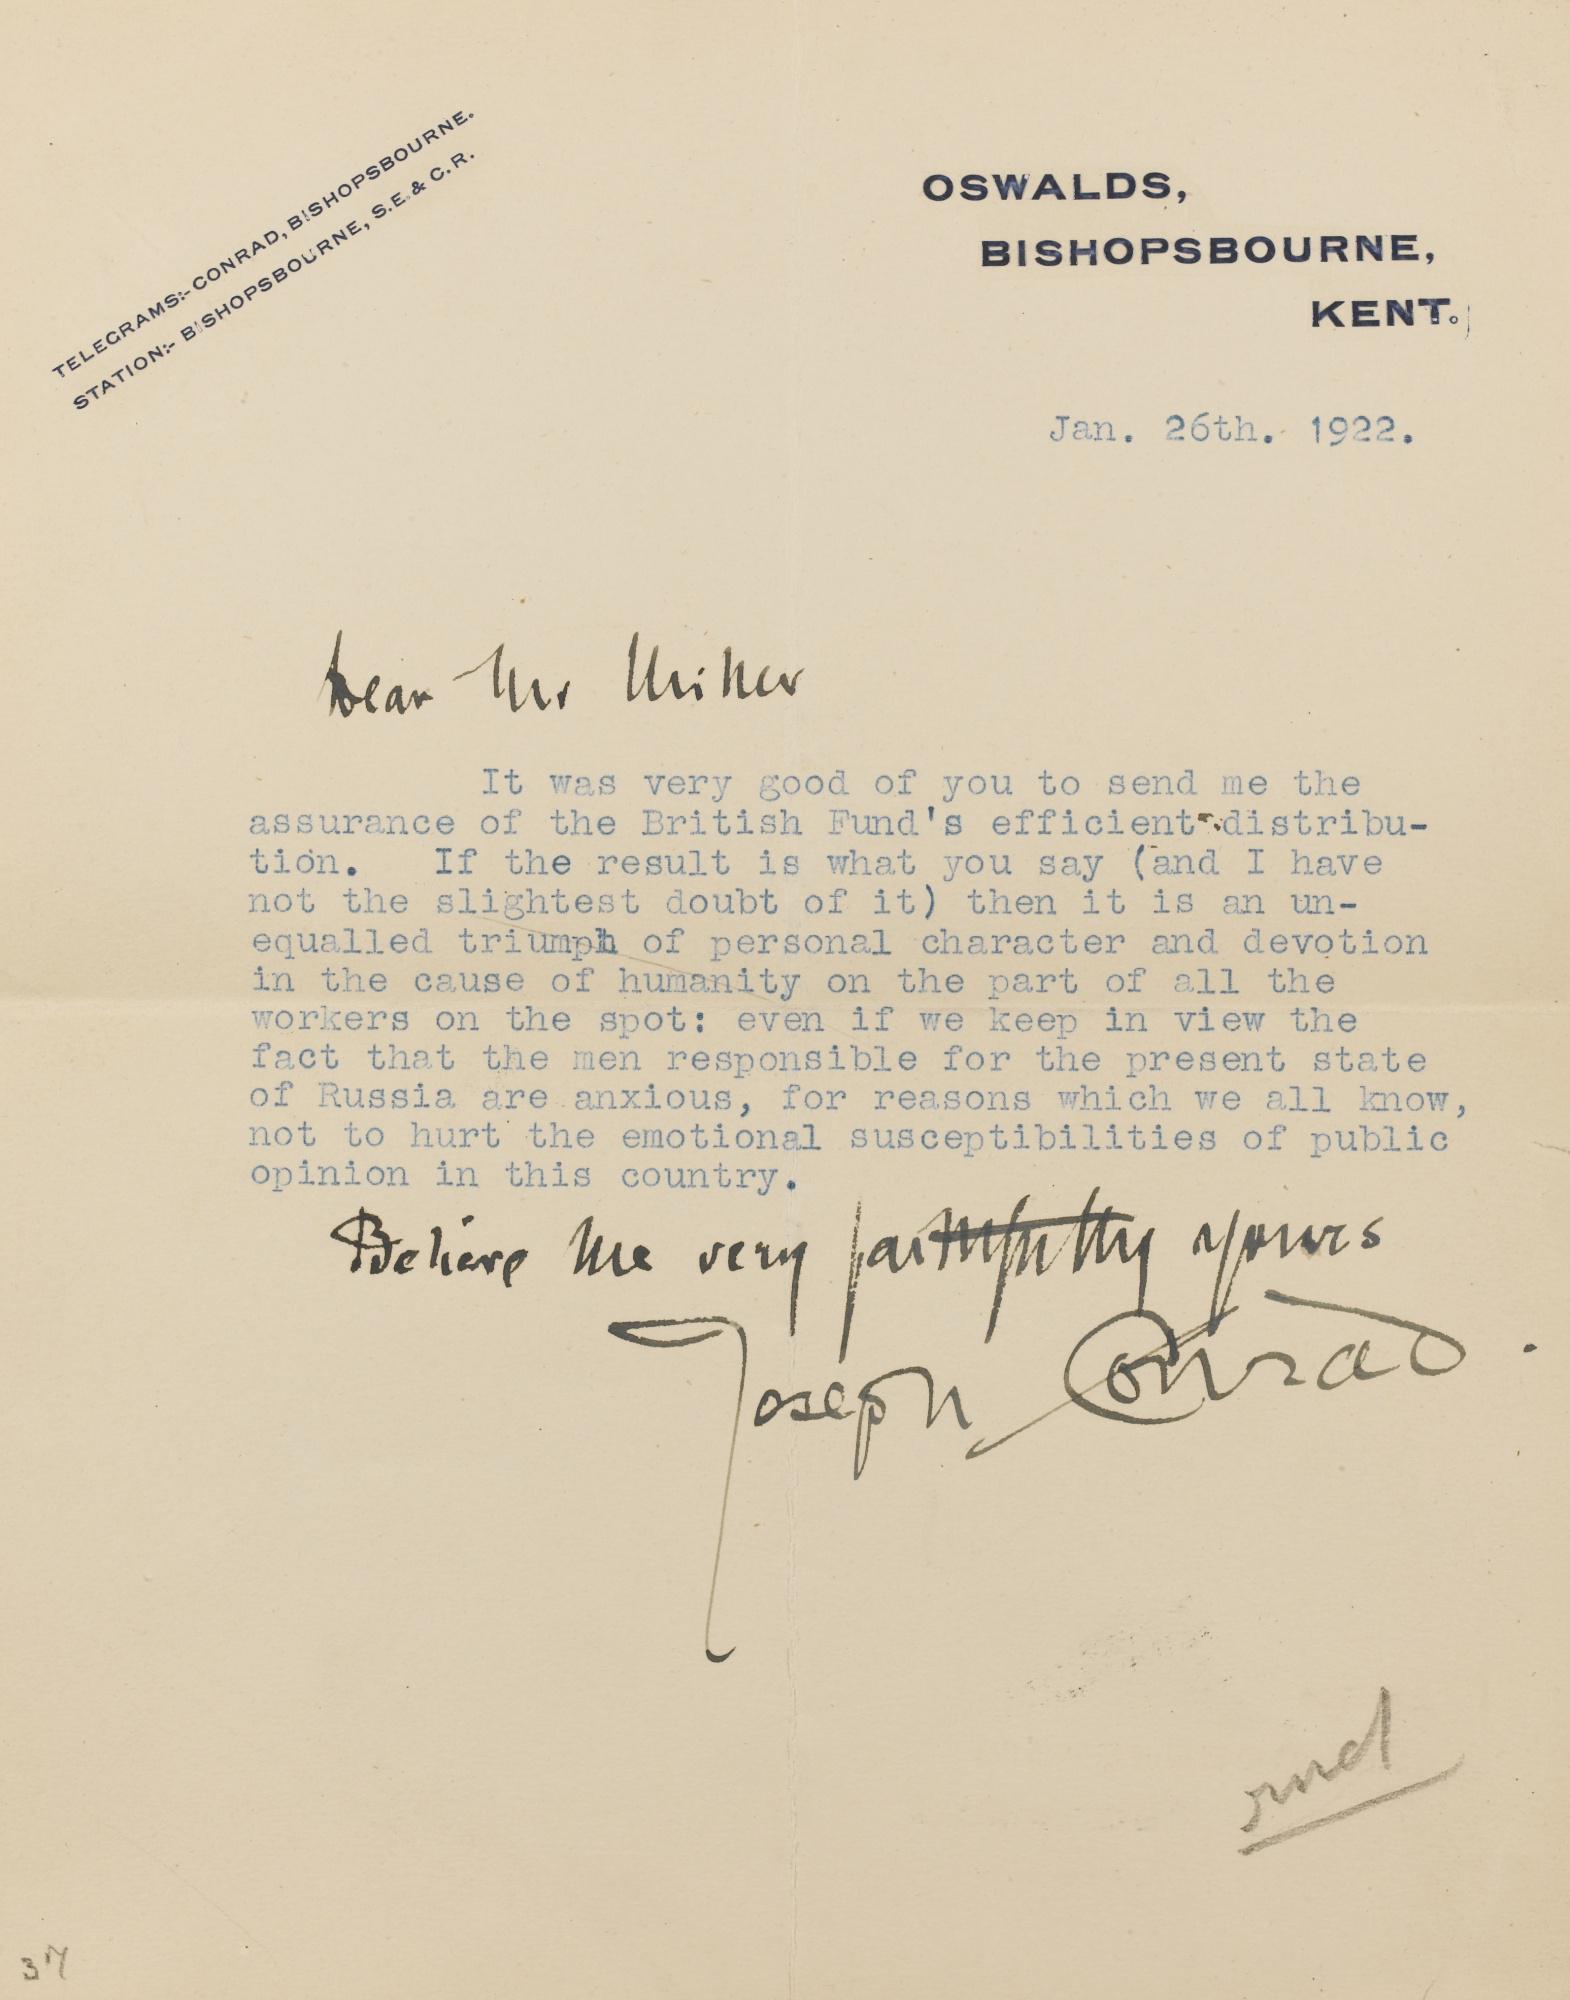 TELEGRAMS:- CONRAD, BISHOPSBOURNE.
STATION:- BISHOPSBOURNE, S.E. & C.R.
OSWALDS,
BISHOPSBOURNE,
KENT.
Jan. 26th. 1922.
Dear Mr Miller
It was very good of you to send me the
assurance of the British Fund's efficient distribu-
tion. If the result is what you say (and I have
not the slightest doubt of it) then it is an un-
equalled triumph of personal character and devotion
in the cause of humanity on the part of all the
workers on the spot: even if we keep in view the
fact that the men responsible for the present state
of Russia are anxious, for reasons which we all know,
not to hurt the emotional susceptibilities of public
opinion in this country.
Believe me very faithfully yours
Joseph Conrad.
37